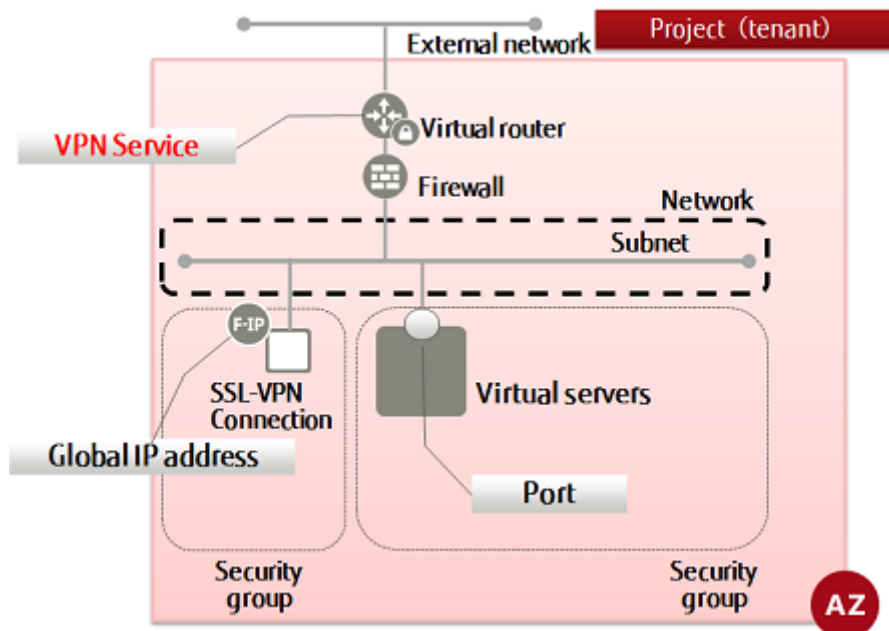 Project (tenant)
External network
VPN Service
Virtual router
Firewall
Network
Subnet
F-IP
SSL-VPN
Connection
Virtual servers
Global IP address
Port
Security
group
Security
group
AZ